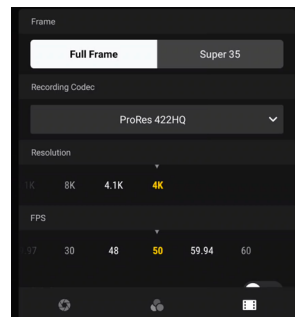 Frame
Full Frame Super 35
Recording Codec
ProRes 422HQ
Resolution
8K 4.1K 4K
FPS
30 48 50 59.94 60